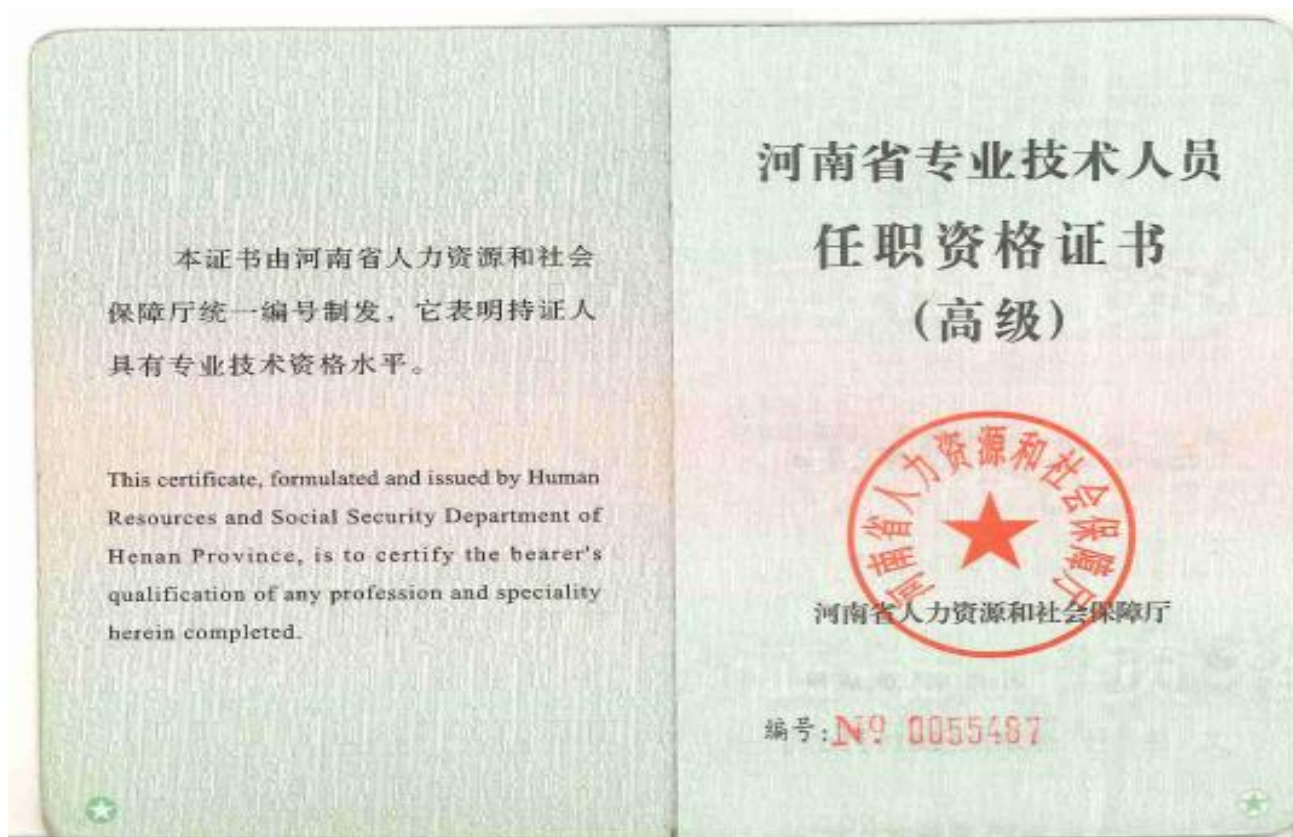 本证书由河南省人力资源和社会
保障厅统一编号制发，它表明持证人
具有专业技术资格水平。
This certificate, formulated and issued by Human
Resources and Social Security Department of
Henan Province, is to certify the bearer's
qualification of any profession and speciality
herein completed.
河南省专业技术人员
任职资格证书
(高级)
河南省人力资源和社会保障厅
河南省人力资源和社会保障厅
编号:№ 0055487